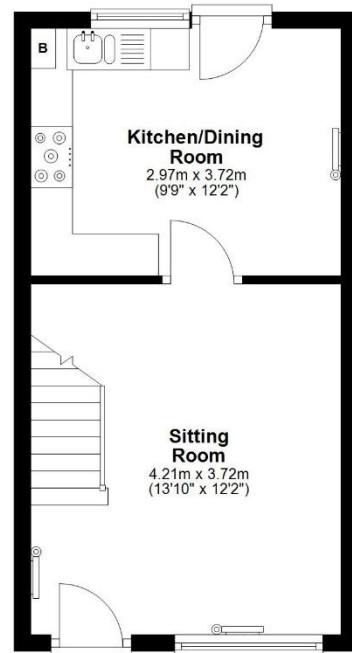 B
Kitchen/Dining
Room
2.97m x 3.72m
(9'9" x 12'2")
Sitting
Room
4.21m x 3.72m
(13'10" x 12'2")